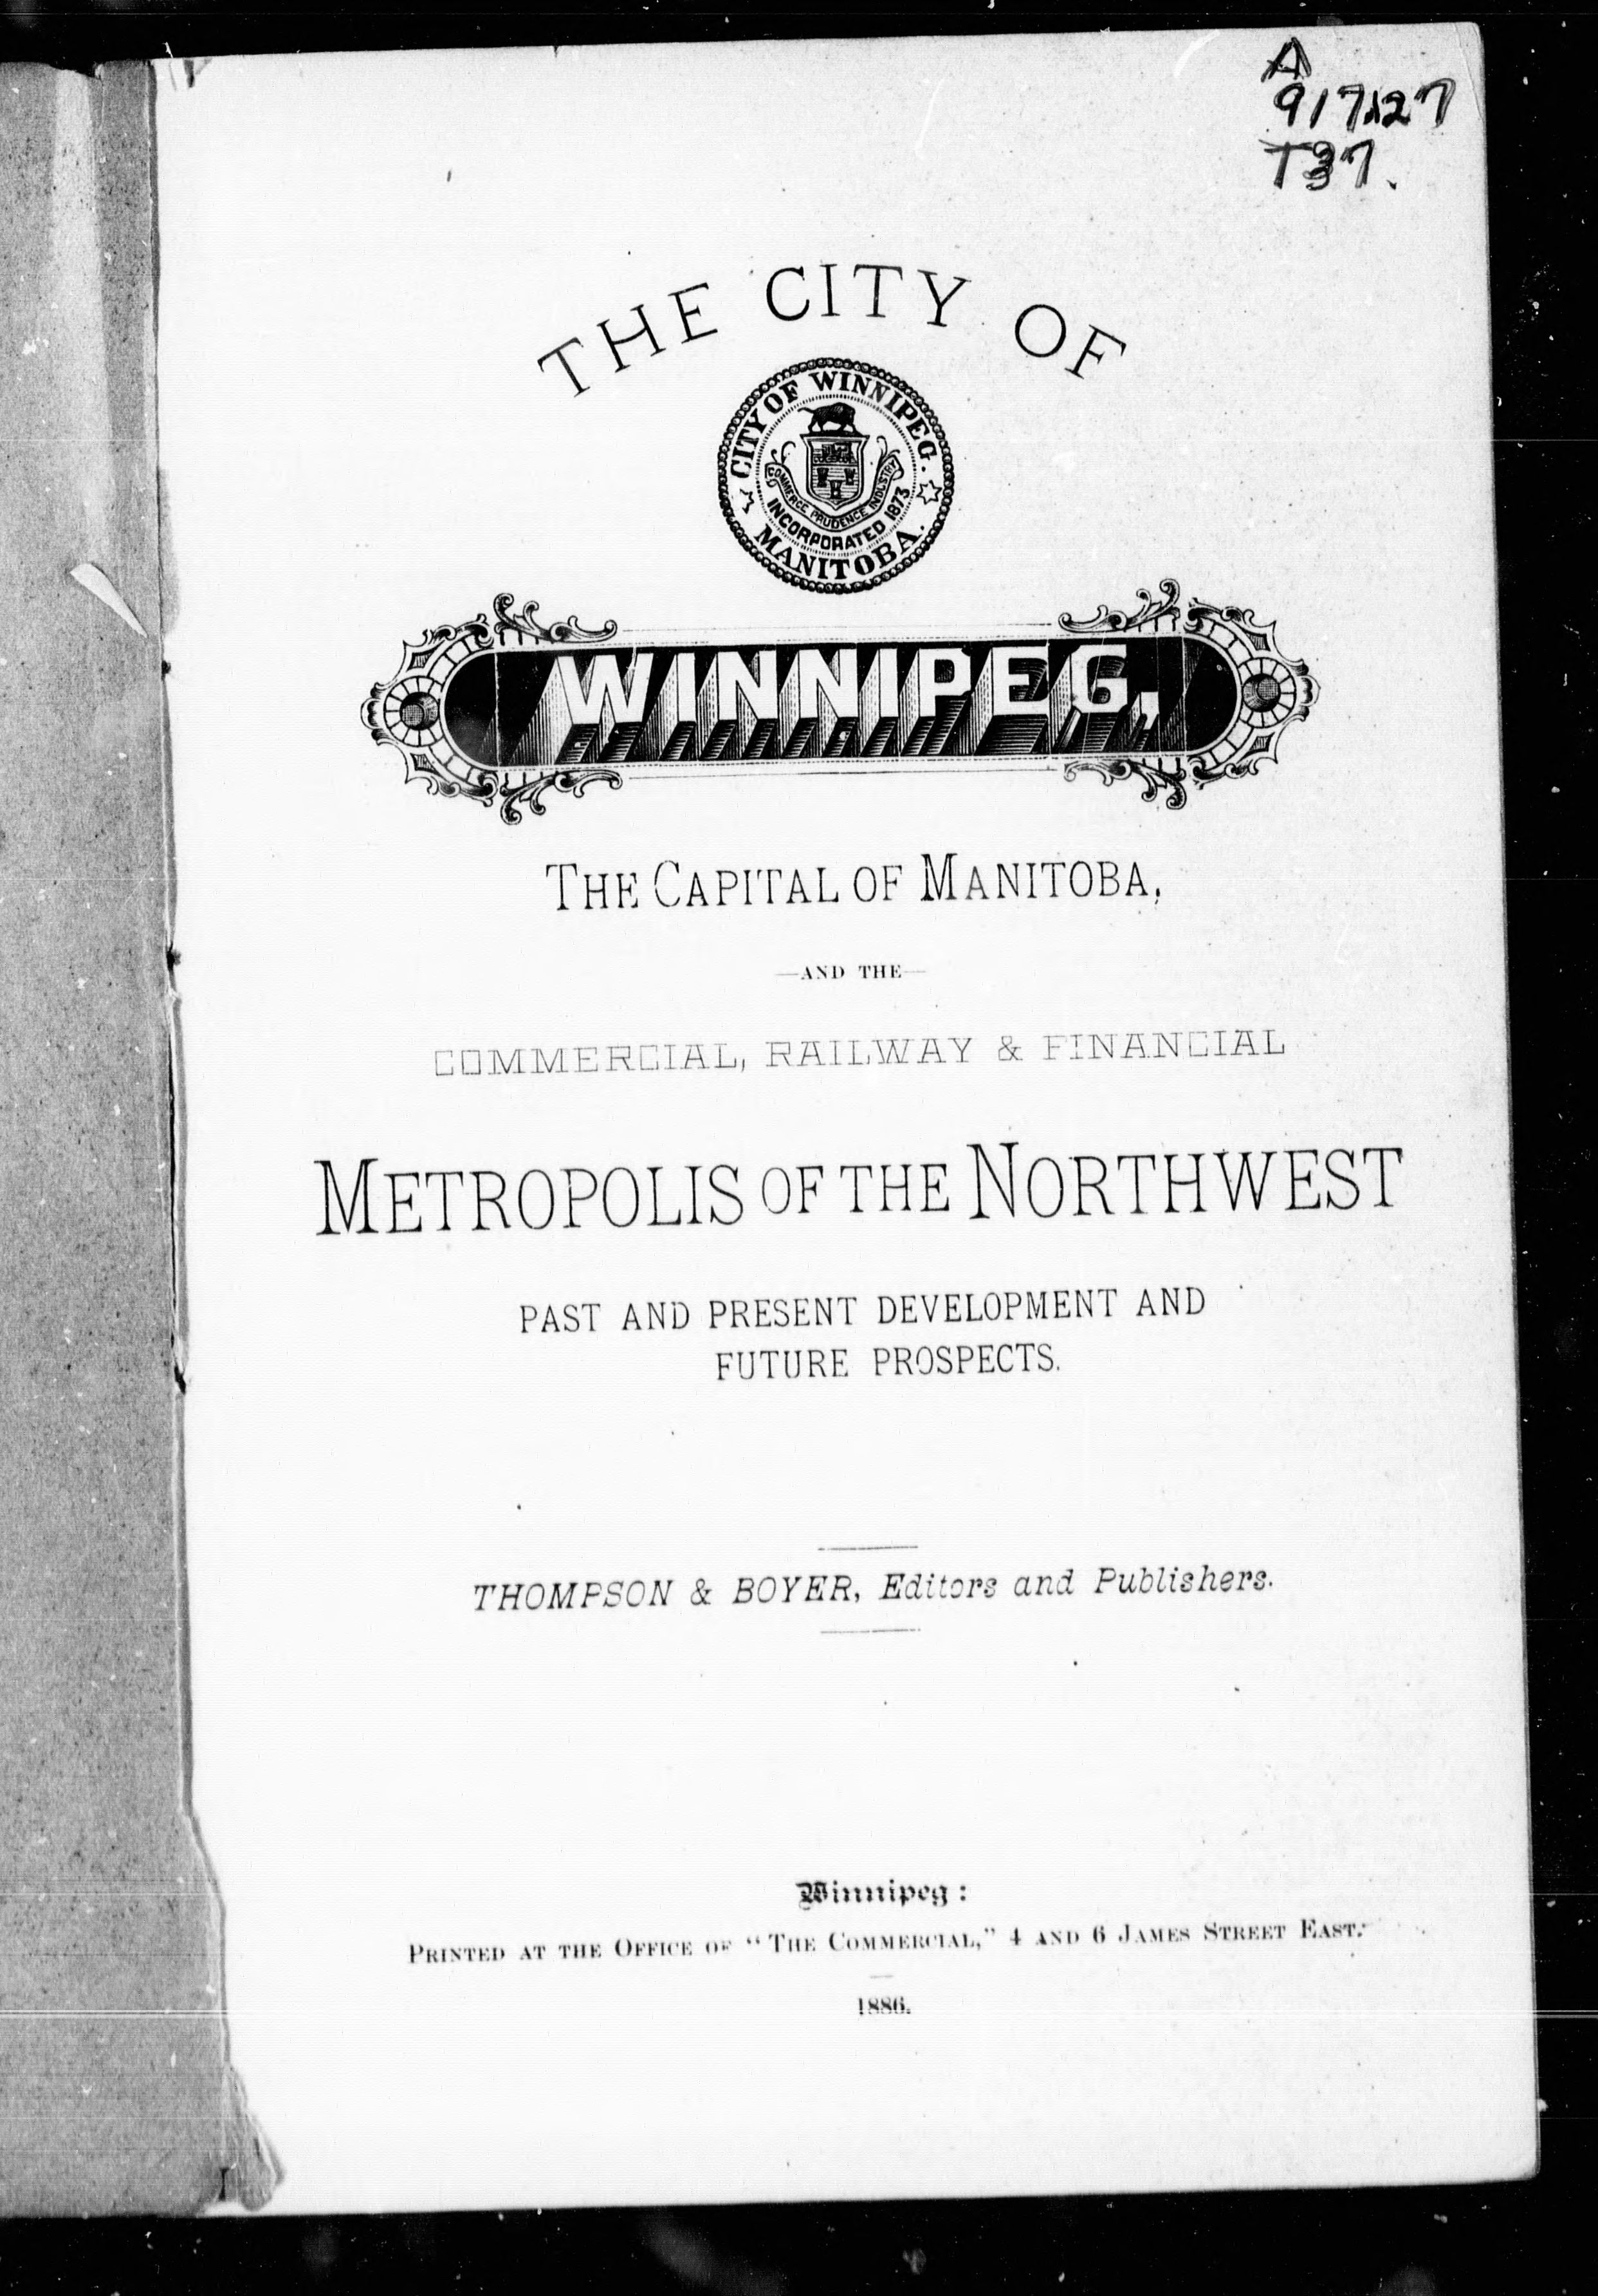 A
917.127
T37.
THE CITY OF
CITY OF WINNIPEG.
COMMERCE PRUDENCE INDUSTRY
INCORPORATED 1873
MANITOBA.
WINNIPEG,
THE CAPITAL OF MANITOBA,
—AND THE—
COMMERCIAL, RAILWAY & FINANCIAL
METROPOLIS OF THE NORTHWEST
PAST AND PRESENT DEVELOPMENT AND
FUTURE PROSPECTS.
THOMPSON & BOYER, Editors and Publishers.
Winnipeg:
PRINTED AT THE OFFICE OF "THE COMMERCIAL," 4 AND 6 JAMES STREET EAST.
1886.